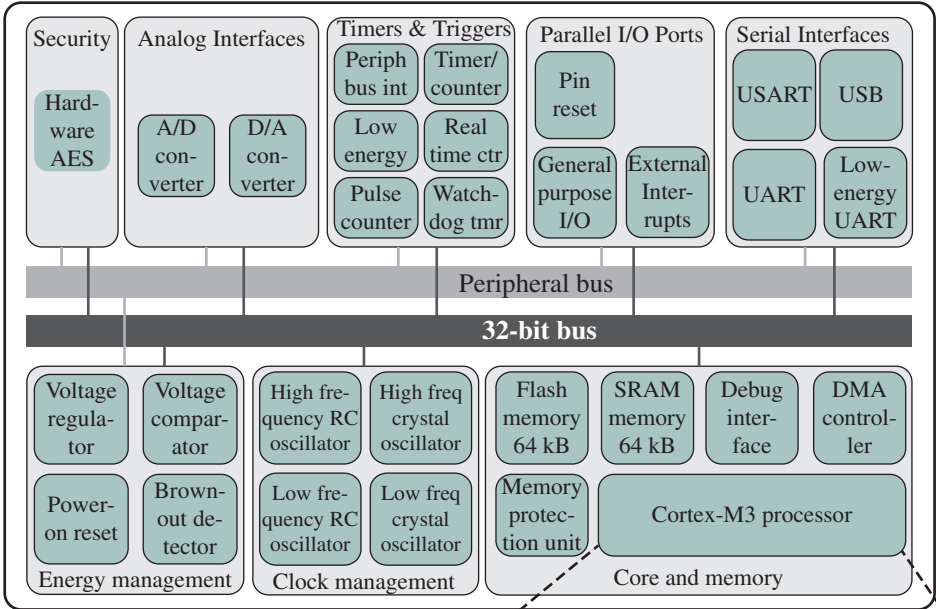 Security
Hard-
ware
AES
Analog Interfaces
A/D
con-
verter
D/A
con-
verter
Timers & Triggers
Periph
bus int
Timer/
counter
Low
energy
Real
time ctr
Pulse
counter
Watch-
dog tmr
Parallel I/O Ports
Pin
reset
General
purpose
I/O
External
Inter-
rupts
Serial Interfaces
USART
USB
UART
Low-
energy
UART
Peripheral bus
32-bit bus
Voltage
regula-
tor
Voltage
compar-
ator
Power-
on reset
Brown-
out de-
tector
Energy management
High fre-
quency RC
oscillator
High freq
crystal
oscillator
Low fre-
quency RC
oscillator
Low freq
crystal
oscillator
Clock management
Flash
memory
64 kB
SRAM
memory
64 kB
Debug
inter-
face
DMA
control-
ler
Memory
protec-
tion unit
Cortex-M3 processor
Core and memory